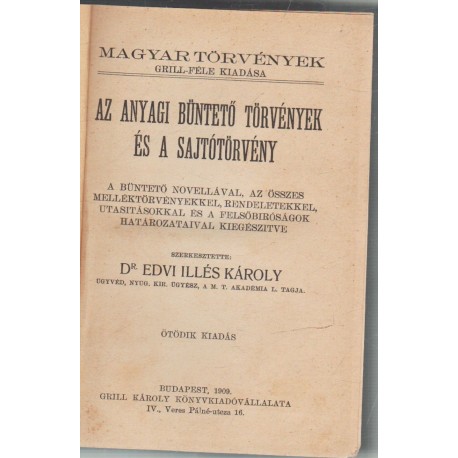 MAGYAR TÖRVÉNYEK
GRILL-FÉLE KIADÁSA
AZ ANYAGI BÜNTETŐ TÖRVÉNYEK
ÉS A SAJTÓTÖRVÉNY
A BÜNTETŐ NOVELLÁVAL, AZ ÖSSZES
MELLÉKTÖRVÉNYEKKEL, RENDELETEKKEL,
UTASITÁSOKKAL ÉS A FELSŐBIRÓSÁGOK
HATÁROZATAIVAL KIEGÉSZITVE
SZERKESZTETTE:
DR. EDVI ILLÉS KÁROLY
ÜGYVÉD, NYUG. KIR. ÜGYÉSZ, A M. T. AKADÉMIA L. TAGJA.
ÖTÖDIK KIADÁS
BUDAPEST, 1909.
GRILL KÁROLY KÖNYVKIADÓVÁLLALATA
IV., Veres Pálné-utcza 16.